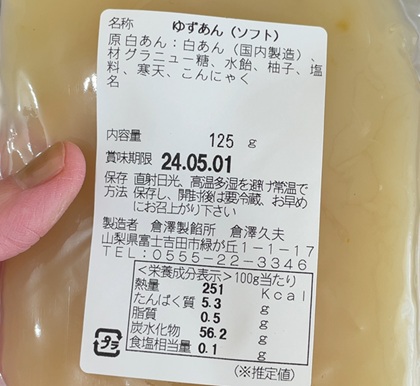 名称 ゆずあん（ソフト）
原 白あん：白あん（国内製造）、
材 グラニュー糖、水飴、柚子、塩
料、寒天、こんにゃく
名
内容量 125 g
賞味期限 24.05.01
保存 直射日光、高温多湿を避け常温で
方法 保存し、開封後は要冷蔵、お早め
にお召上がり下さい
製造者 倉澤製餡所 倉澤久夫
山梨県富士吉田市緑が丘1-1-17
TEL:0555-22-3346
＜栄養成分表示＞100g当たり
熱量 251 Kcal
たんぱく質 5.3 g
脂質 0.5 g
炭水化物 56.2 g
食塩相当量 0.1 g
（※推定値）
プラ